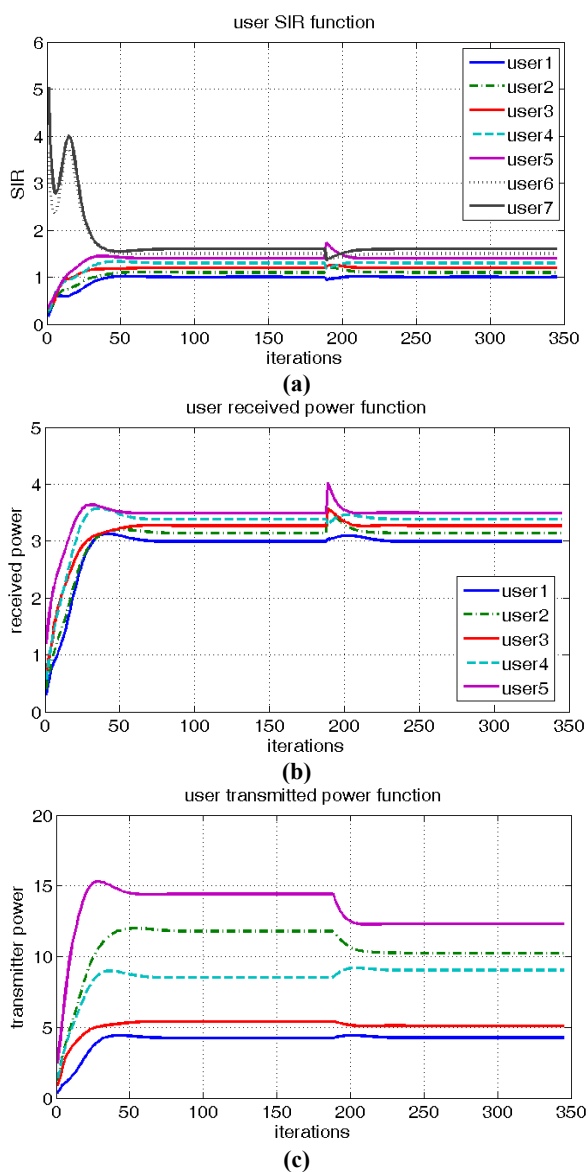 user SIR function
6
5
4
3
2
1
0
SIR
user1
user2
user3
user4
user5
user6
user7
0 50 100 150 200 250 300 350
iterations
(a)
user received power function
5
4
3
2
1
0
received power
user1
user2
user3
user4
user5
0 50 100 150 200 250 300 350
iterations
(b)
user transmitted power function
20
15
10
5
0
transmitter power
0 50 100 150 200 250 300 350
iterations
(c)